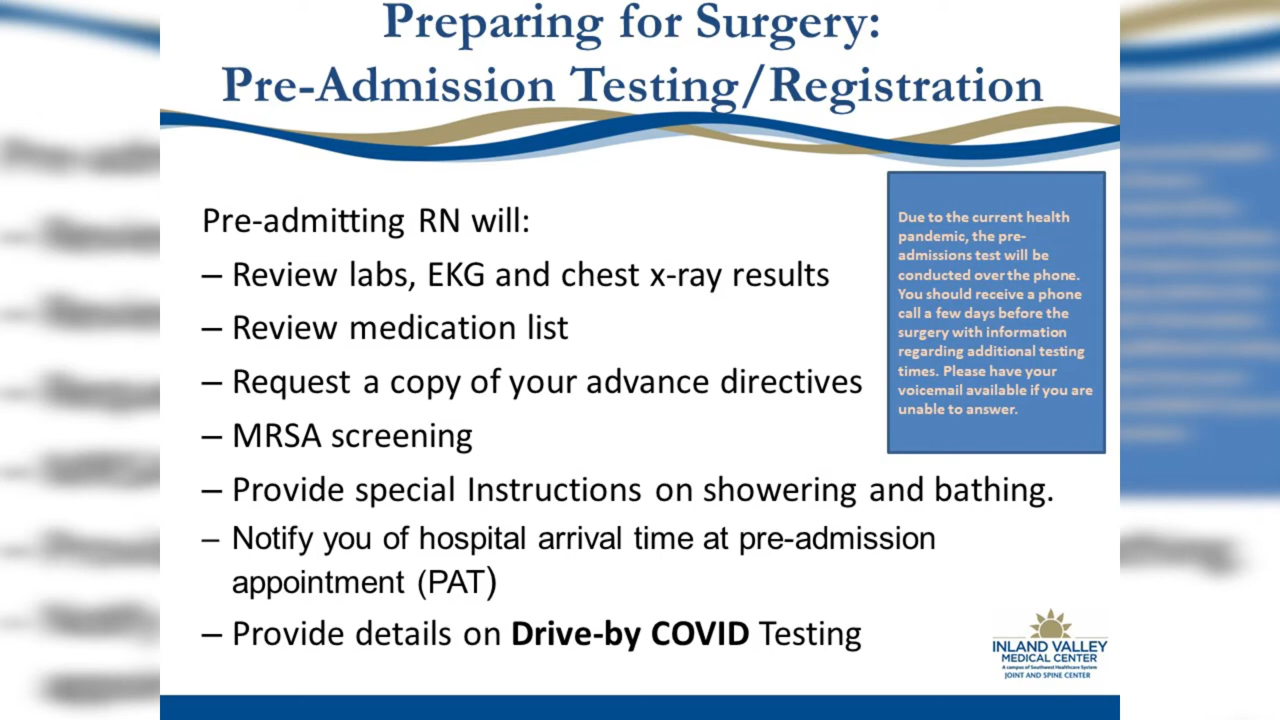 Preparing for Surgery:
Pre-Admission Testing/Registration
Pre-admitting RN will:
– Review labs, EKG and chest x-ray results
– Review medication list
– Request a copy of your advance directives
– MRSA screening
– Provide special Instructions on showering and bathing.
– Notify you of hospital arrival time at pre-admission
appointment (PAT)
– Provide details on Drive-by COVID Testing
Due to the current health
pandemic, the pre-
admissions test will be
conducted over the phone.
You should receive a phone
call a few days before the
surgery with information
regarding additional testing
times. Please have your
voicemail available if you are
unable to answer.
INLAND VALLEY
MEDICAL CENTER
A campus of Southwest Healthcare System
JOINT AND SPINE CENTER